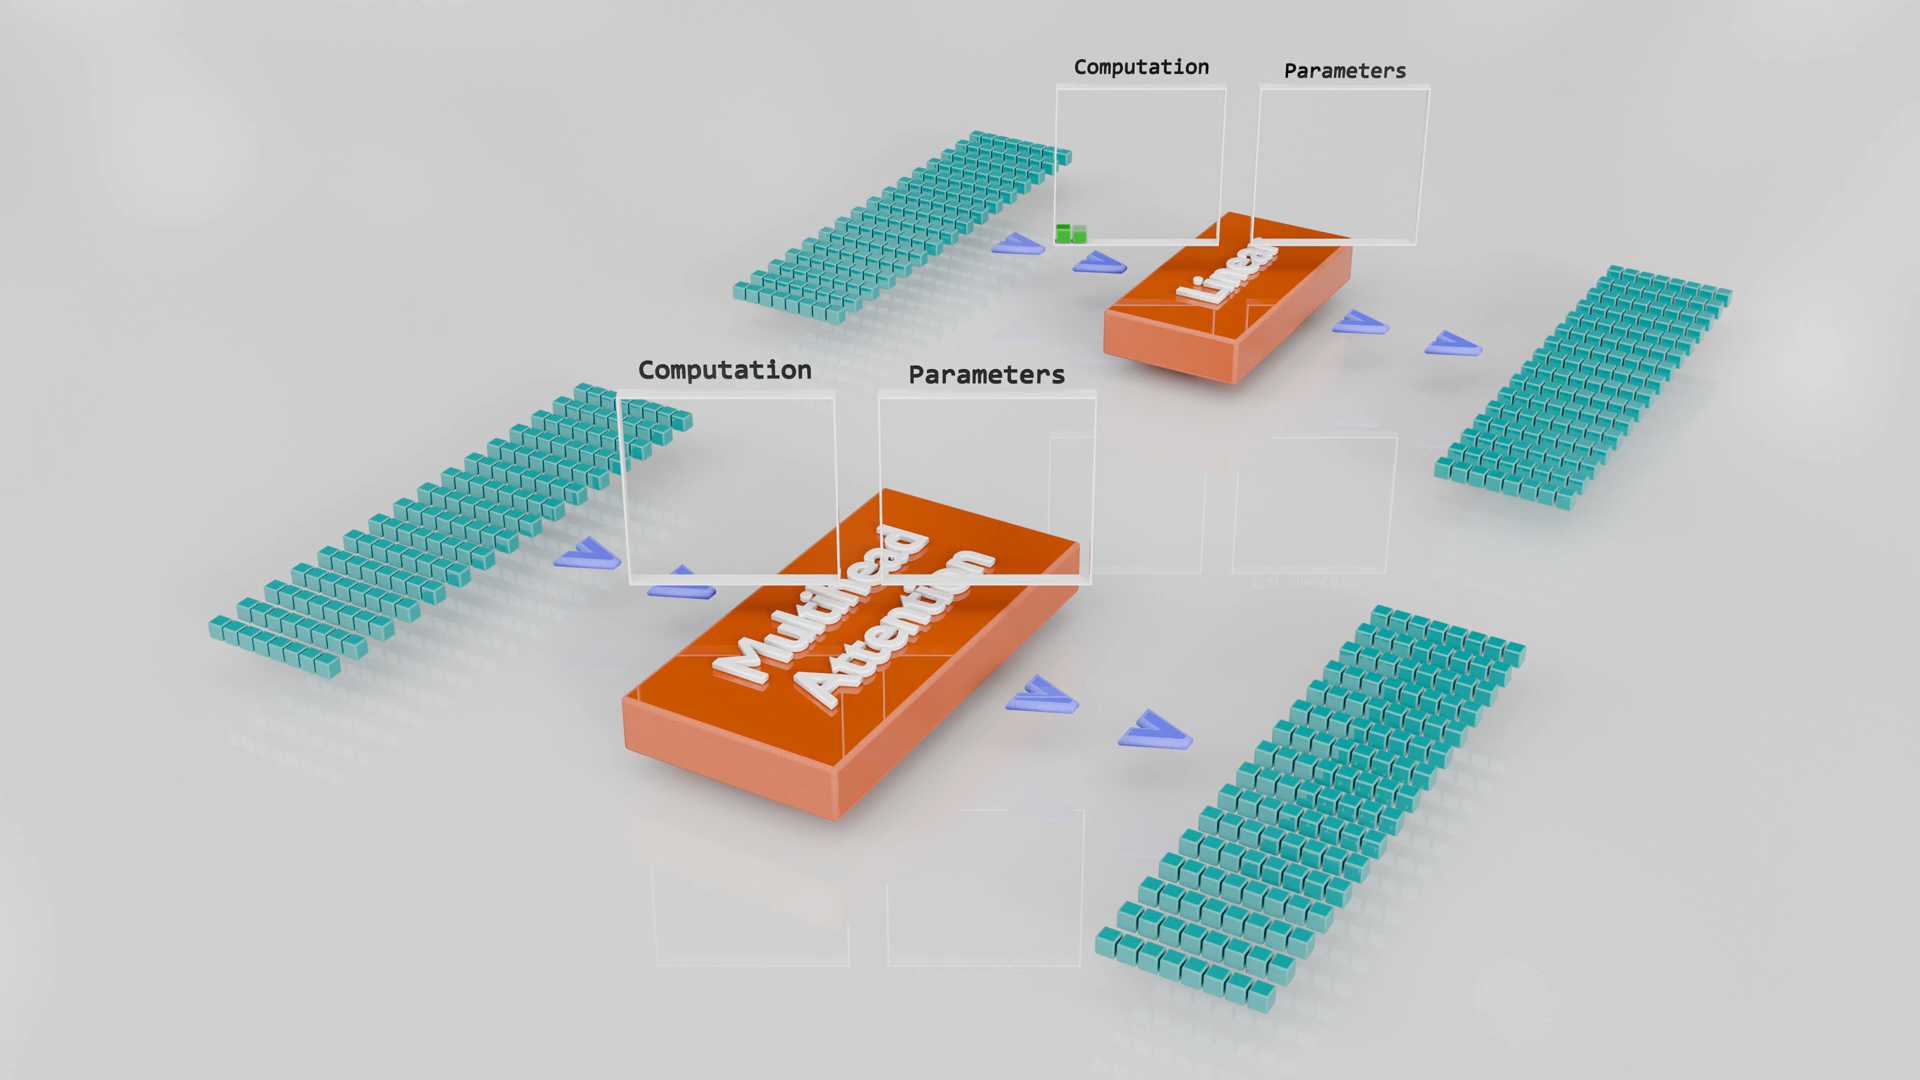 Computation Parameters
Linear
Computation Parameters
Multihead
Attention